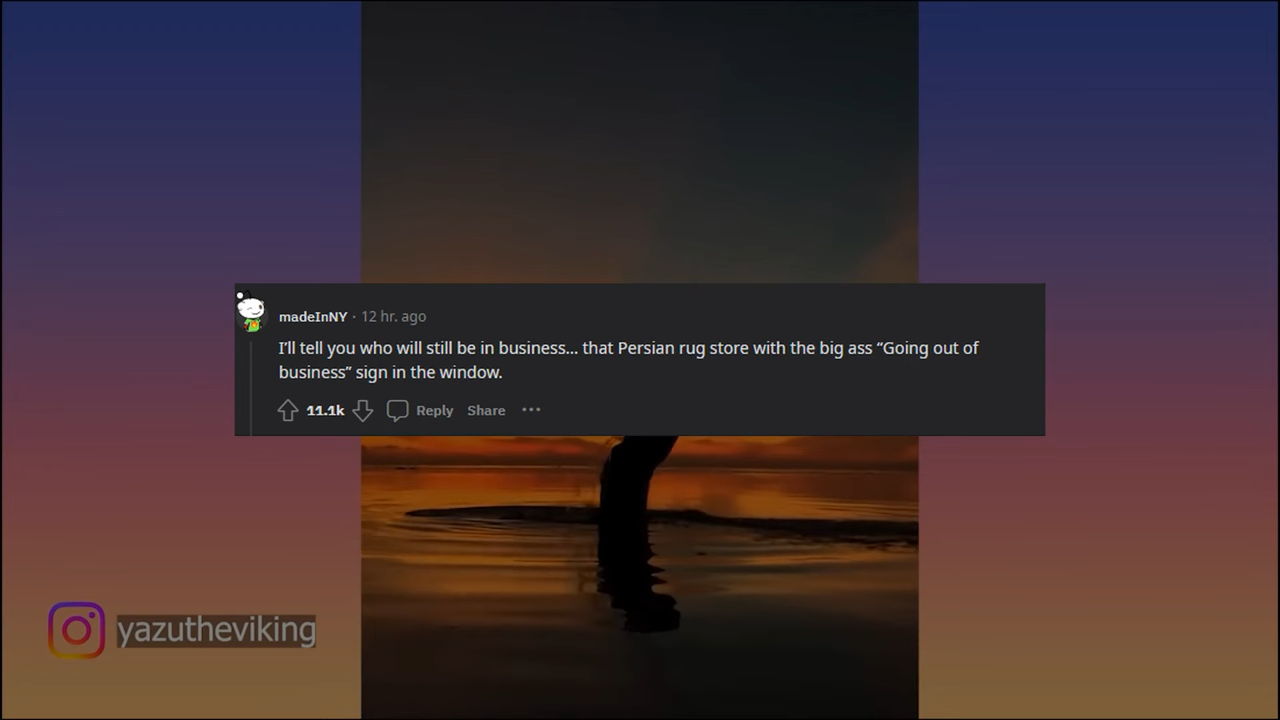 madeInNY · 12 hr. ago
I'll tell you who will still be in business... that Persian rug store with the big ass “Going out of
business” sign in the window.
11.1k Reply Share ···
yazutheviking